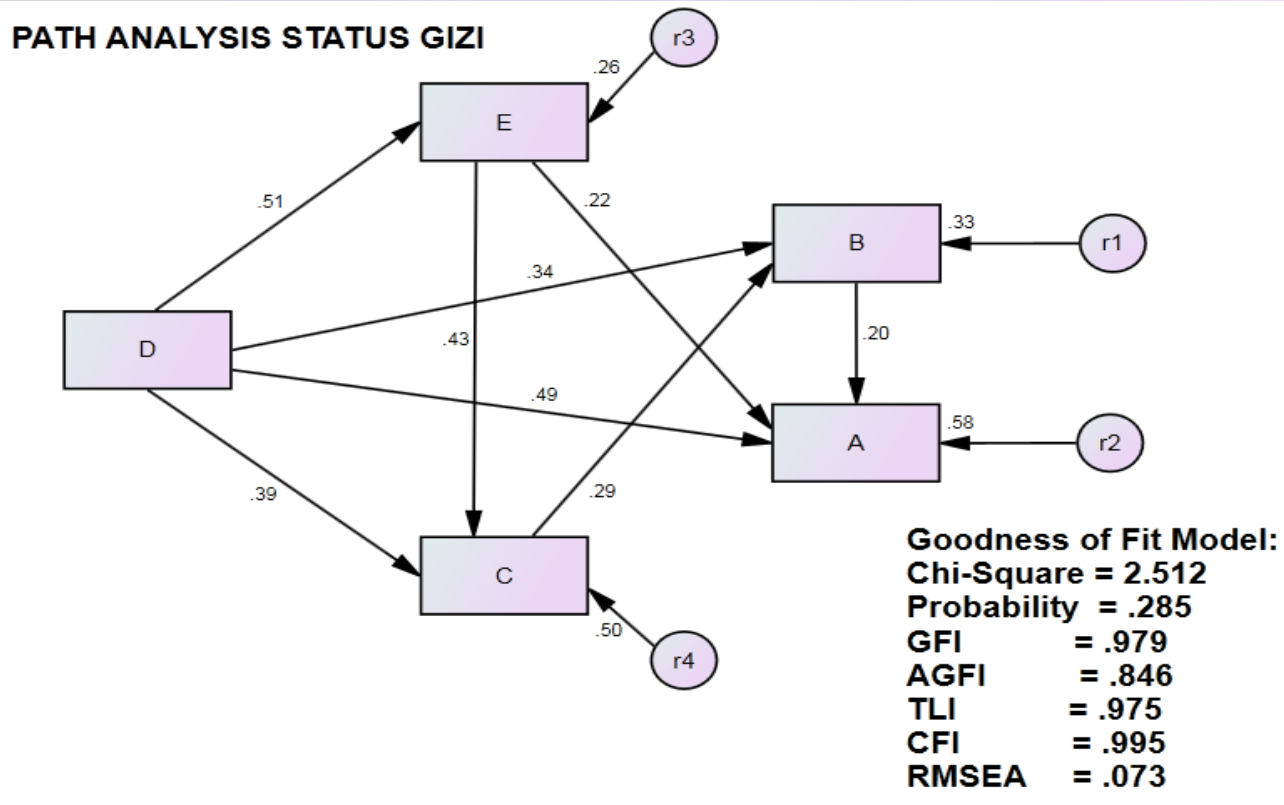 PATH ANALYSIS STATUS GIZI
r3
.26
E
.51
.22
B
.33
r1
.34
D
.43
.20
.49
A
.58
r2
.39
.29
C
.50
r4
Goodness of Fit Model:
Chi-Square = 2.512
Probability = .285
GFI = .979
AGFI = .846
TLI = .975
CFI = .995
RMSEA = .073